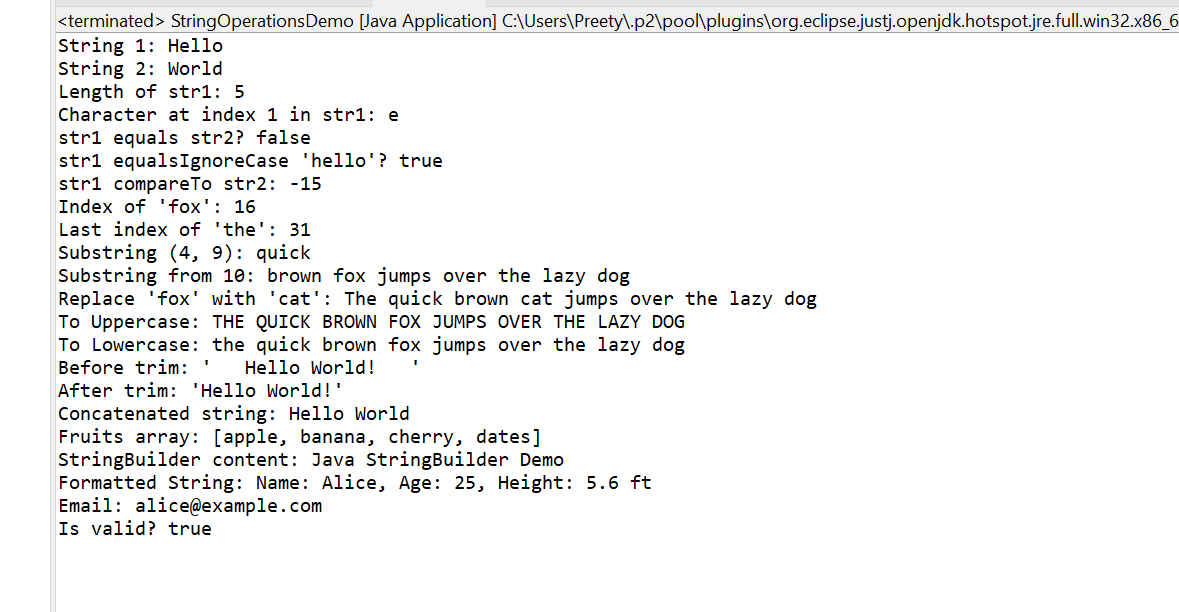 <terminated> StringOperationsDemo [Java Application] C:\Users\Preety\.p2\pool\plugins\org.eclipse.justj.openjdk.hotspot.jre.full.win32.x86_6
String 1: Hello
String 2: World
Length of str1: 5
Character at index 1 in str1: e
str1 equals str2? false
str1 equalsIgnoreCase 'hello'? true
str1 compareTo str2: -15
Index of 'fox': 16
Last index of 'the': 31
Substring (4, 9): quick
Substring from 10: brown fox jumps over the lazy dog
Replace 'fox' with 'cat': The quick brown cat jumps over the lazy dog
To Uppercase: THE QUICK BROWN FOX JUMPS OVER THE LAZY DOG
To Lowercase: the quick brown fox jumps over the lazy dog
Before trim: '   Hello World!   '
After trim: 'Hello World!'
Concatenated string: Hello World
Fruits array: [apple, banana, cherry, dates]
StringBuilder content: Java StringBuilder Demo
Formatted String: Name: Alice, Age: 25, Height: 5.6 ft
Email: alice@example.com
Is valid? true